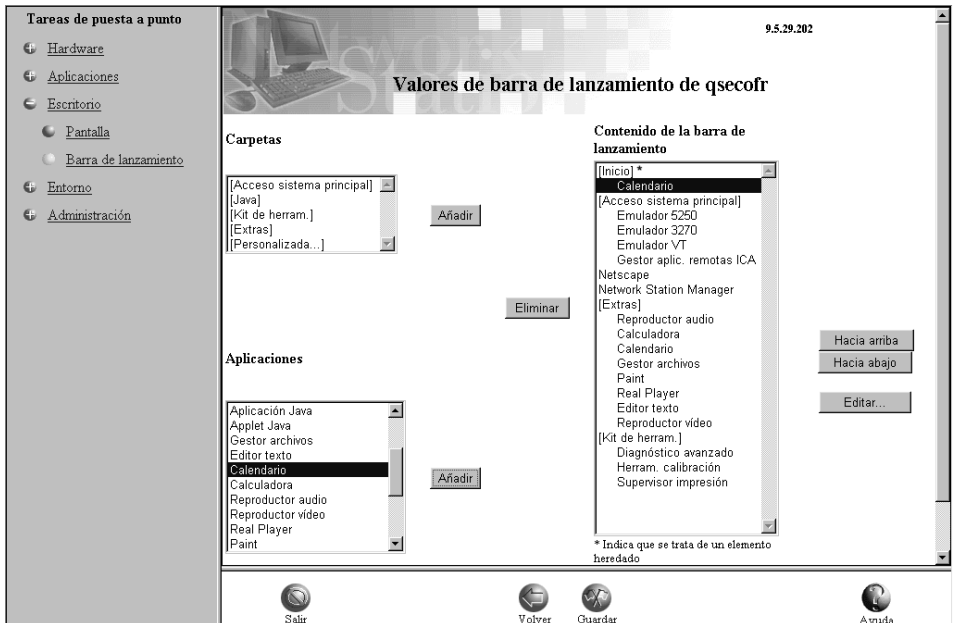 Tareas de puesta a punto
Hardware
Aplicaciones
Escritorio
Pantalla
Barra de lanzamiento
Entorno
Administración
9.5.29.202
Valores de barra de lanzamiento de qsecofr
Carpetas
[Acceso sistema principal]
[Java]
[Kit de herram.]
[Extras]
[Personalizada...]
Añadir
Eliminar
Aplicaciones
Aplicación Java
Applet Java
Gestor archivos
Editor texto
Calendario
Calculadora
Reproductor audio
Reproductor vídeo
Real Player
Paint
Añadir
Contenido de la barra de
lanzamiento
[Inicio] *
Calendario
[Acceso sistema principal]
Emulador 5250
Emulador 3270
Emulador VT
Gestor aplic. remotas ICA
Netscape
Network Station Manager
[Extras]
Reproductor audio
Calculadora
Calendario
Gestor archivos
Paint
Real Player
Editor texto
Reproductor vídeo
[Kit de herram.]
Diagnóstico avanzado
Herram. calibración
Supervisor impresión
* Indica que se trata de un elemento
heredado
Hacia arriba
Hacia abajo
Editar...
Salir
Volver
Guardar
Ayuda